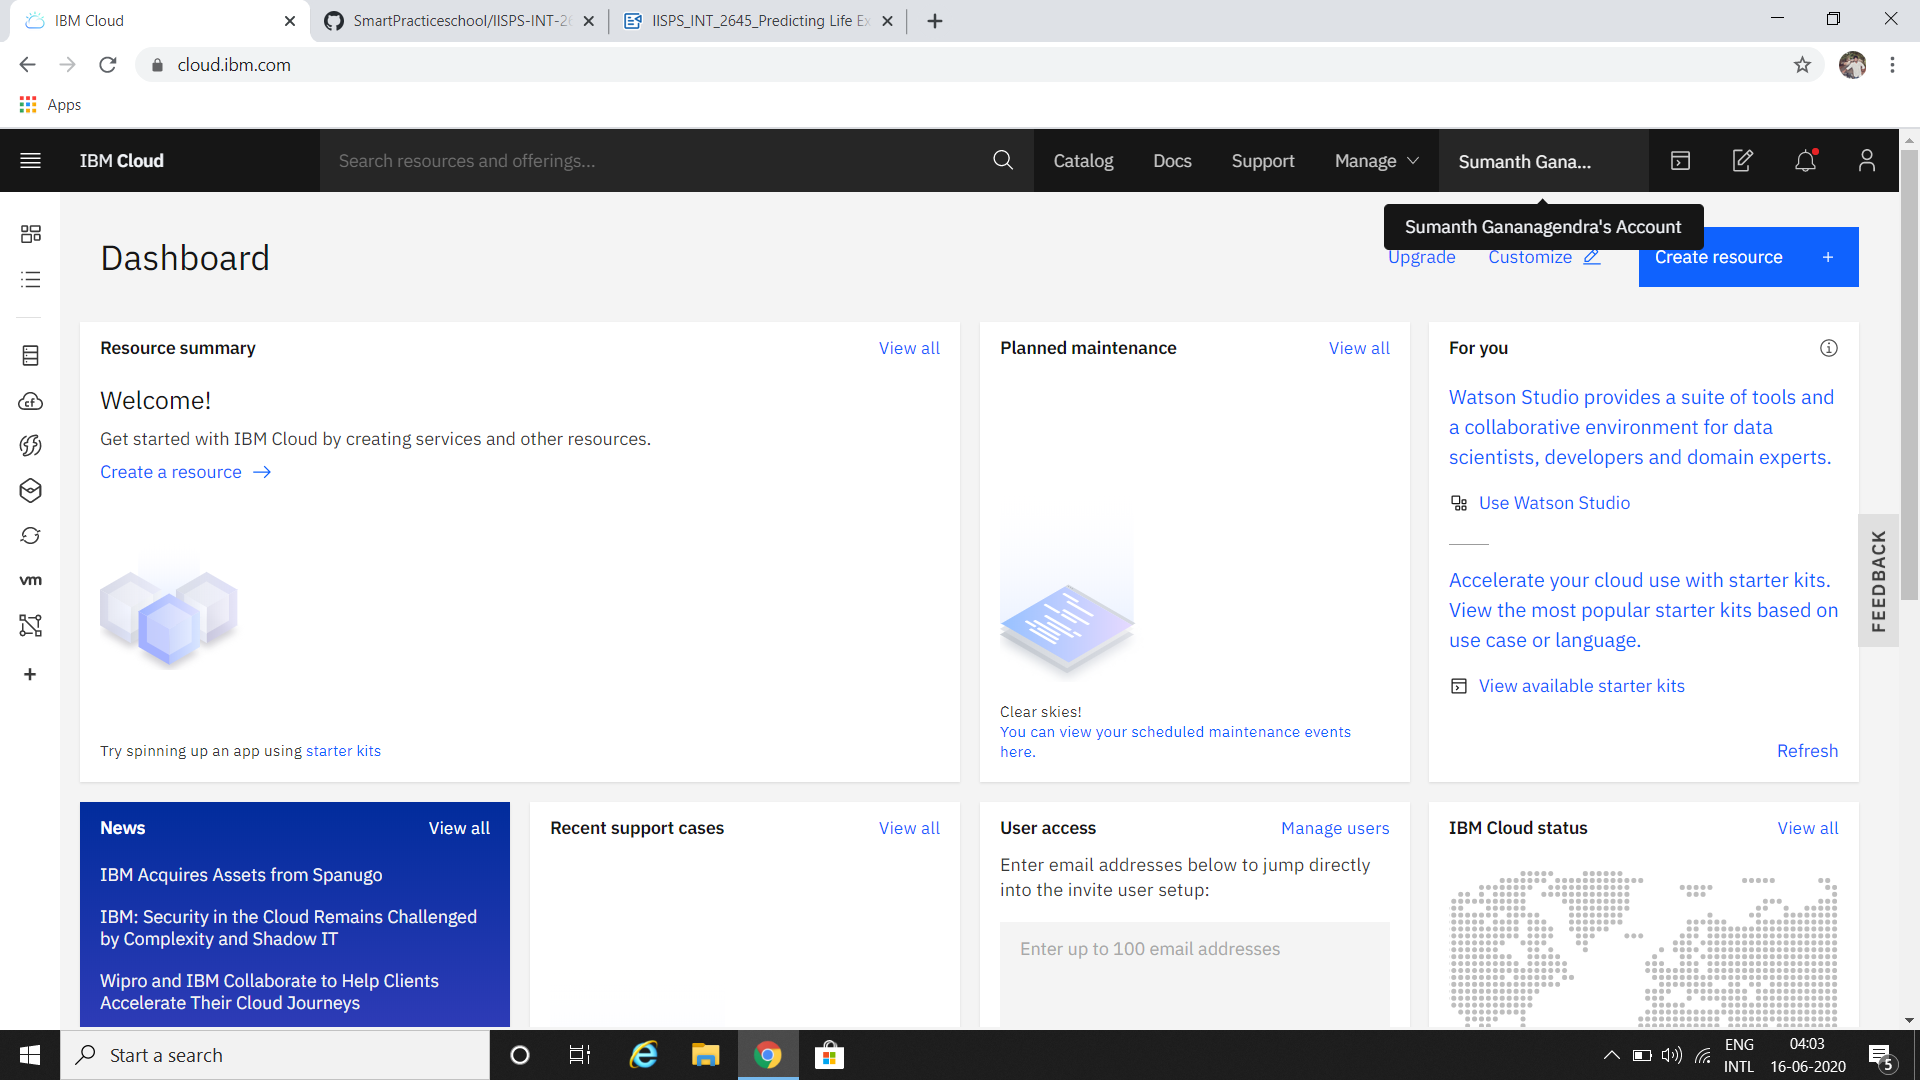 IBM Cloud
SmartPracticeschool/IISPS-INT-26
IISPS_INT_2645_Predicting Life Ex
cloud.ibm.com
Apps
IBM Cloud
Search resources and offerings...
Catalog
Docs
Support
Manage
Sumanth Gana...
Sumanth Gananagendra's Account
Dashboard
Upgrade
Customize
Create resource +
Resource summary
View all
Welcome!
Get started with IBM Cloud by creating services and other resources.
Create a resource
Try spinning up an app using starter kits
Planned maintenance
View all
Clear skies!
You can view your scheduled maintenance events
here.
For you
Watson Studio provides a suite of tools and
a collaborative environment for data
scientists, developers and domain experts.
Use Watson Studio
Accelerate your cloud use with starter kits.
View the most popular starter kits based on
use case or language.
View available starter kits
Refresh
FEEDBACK
cf
vm
News
View all
IBM Acquires Assets from Spanugo
IBM: Security in the Cloud Remains Challenged
by Complexity and Shadow IT
Wipro and IBM Collaborate to Help Clients
Accelerate Their Cloud Journeys
Recent support cases
View all
User access
Manage users
Enter email addresses below to jump directly
into the invite user setup:
Enter up to 100 email addresses
IBM Cloud status
View all
Start a search
ENG
INTL
04:03
16-06-2020
5